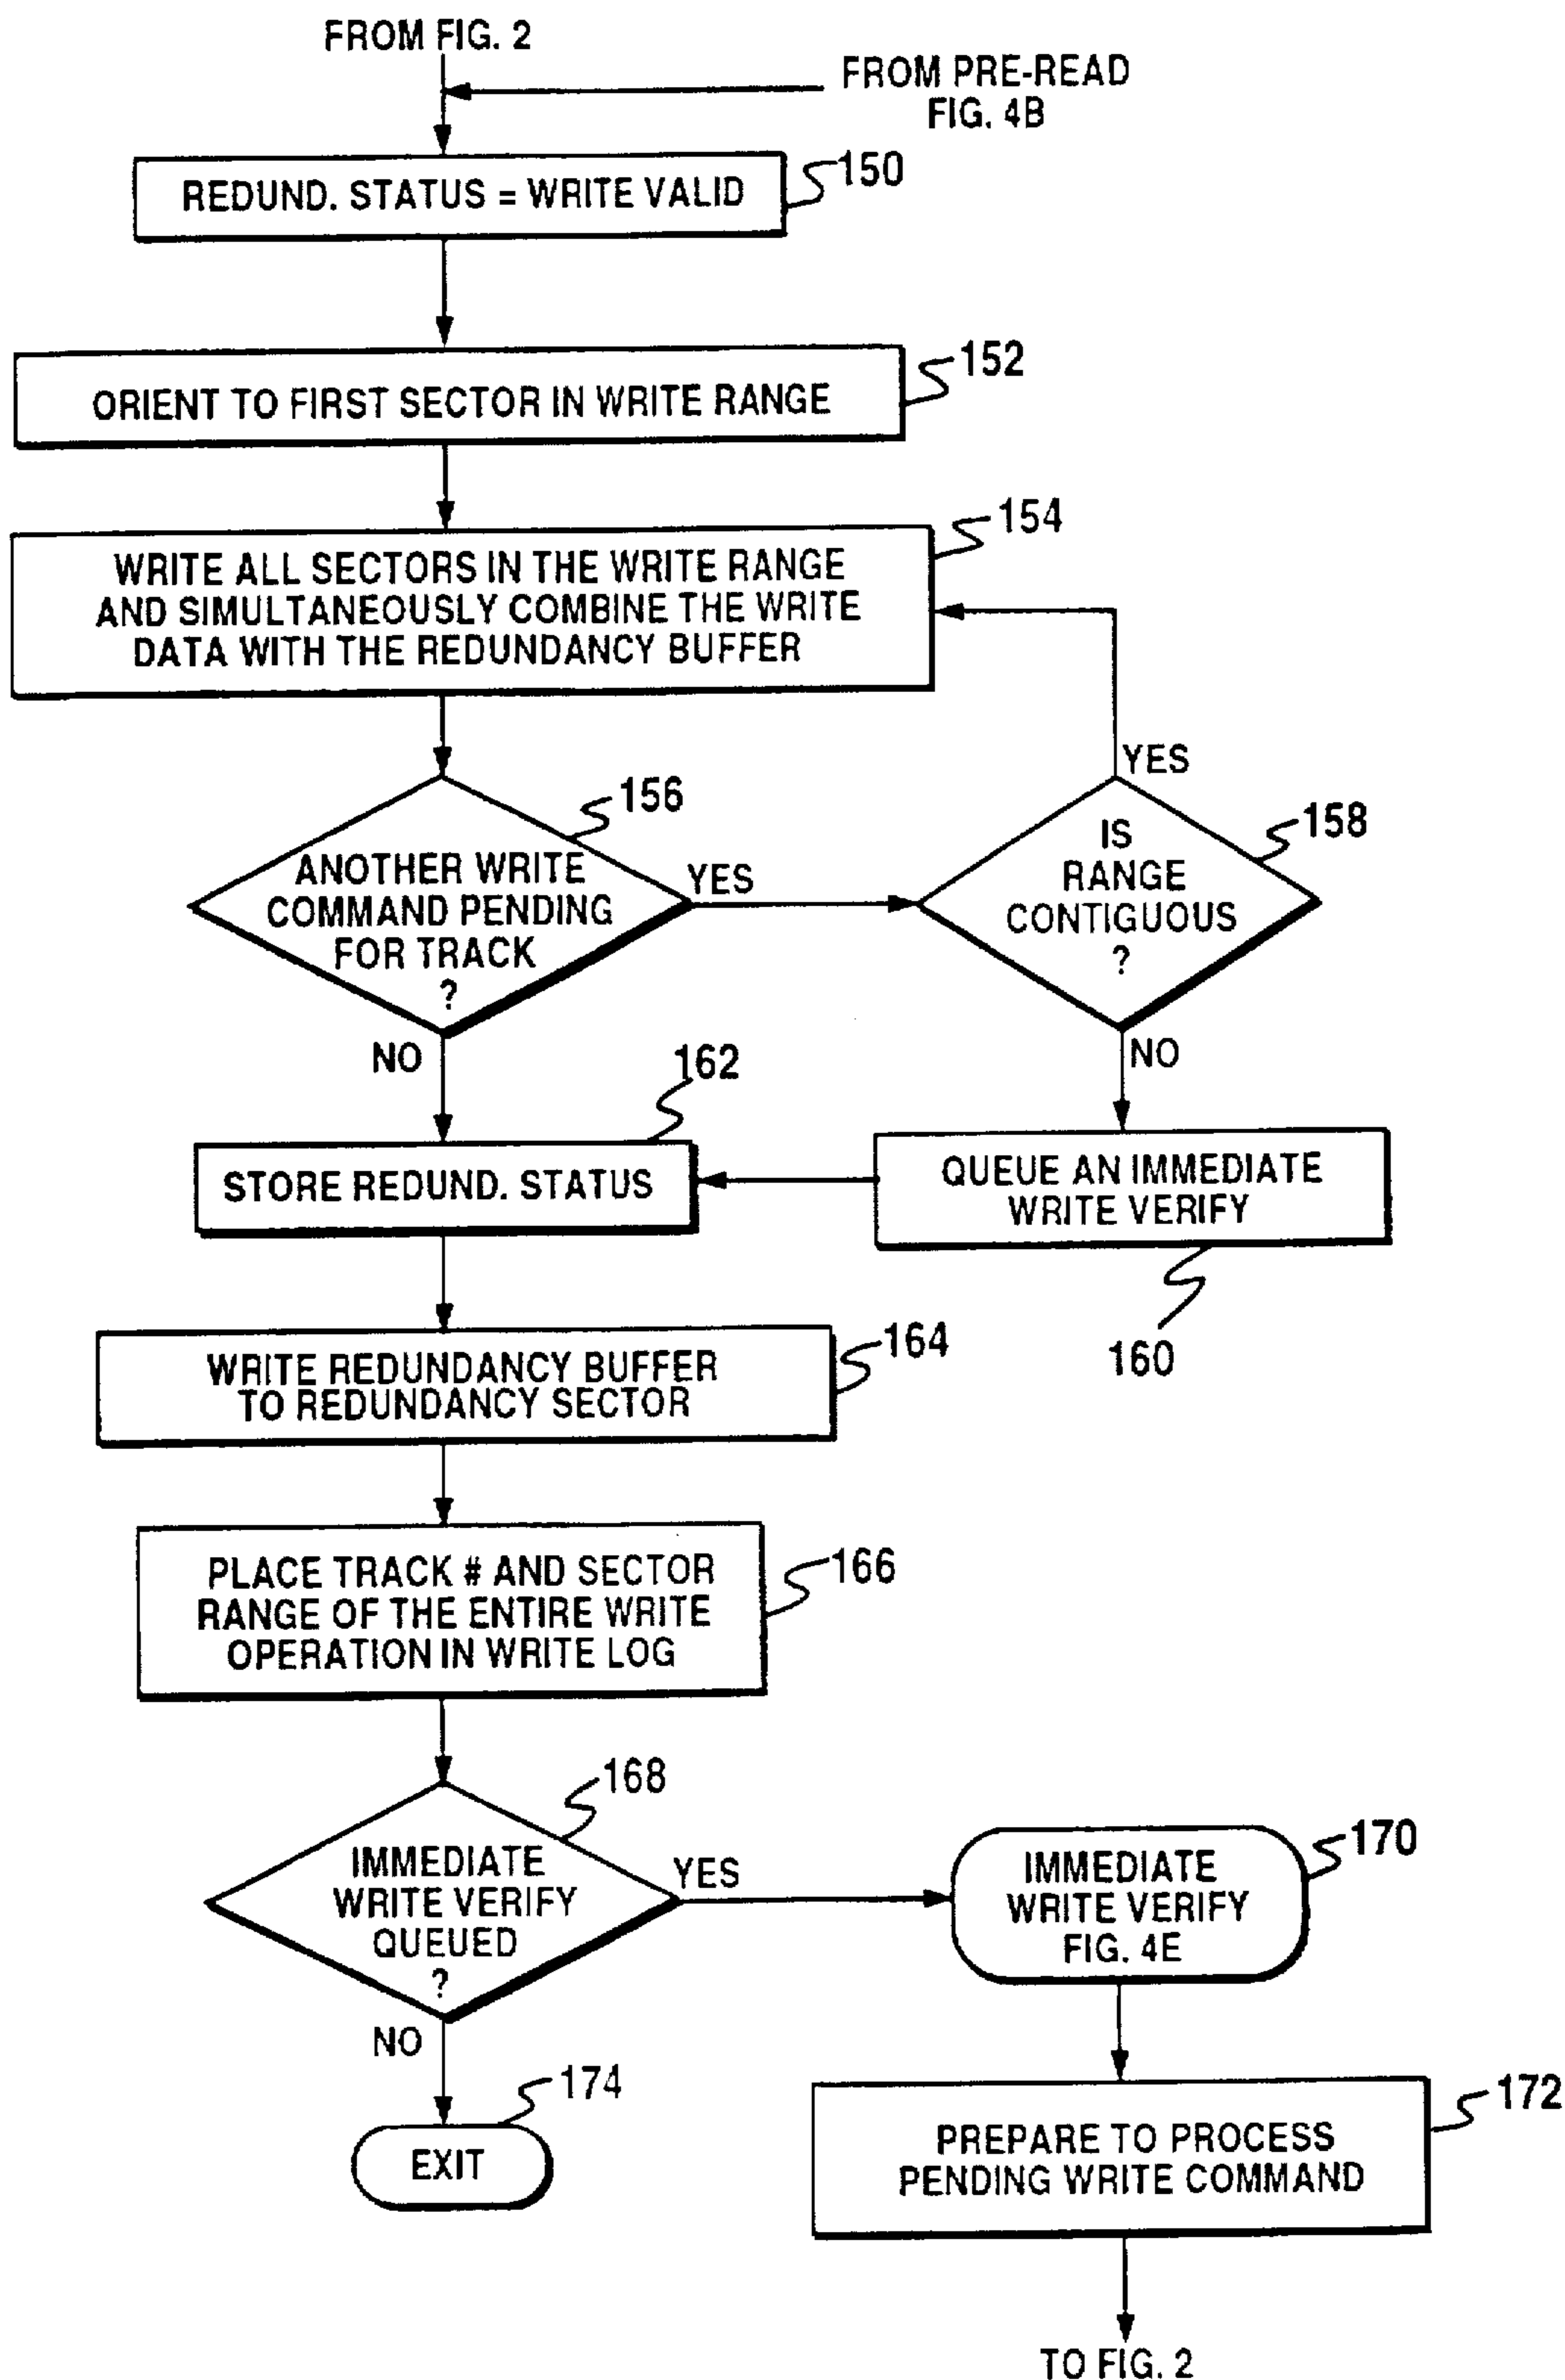 FROM FIG. 2
FROM PRE-READ
FIG. 4B
REDUND. STATUS = WRITE VALID
150
ORIENT TO FIRST SECTOR IN WRITE RANGE
152
WRITE ALL SECTORS IN THE WRITE RANGE
AND SIMULTANEOUSLY COMBINE THE WRITE
DATA WITH THE REDUNDANCY BUFFER
154
ANOTHER WRITE
COMMAND PENDING
FOR TRACK
?
156
YES
NO
IS
RANGE
CONTIGUOUS
?
158
YES
NO
QUEUE AN IMMEDIATE
WRITE VERIFY
160
STORE REDUND. STATUS
162
WRITE REDUNDANCY BUFFER
TO REDUNDANCY SECTOR
164
PLACE TRACK # AND SECTOR
RANGE OF THE ENTIRE WRITE
OPERATION IN WRITE LOG
166
IMMEDIATE
WRITE VERIFY
QUEUED
?
168
YES
NO
IMMEDIATE
WRITE VERIFY
FIG. 4E
170
EXIT
174
PREPARE TO PROCESS
PENDING WRITE COMMAND
172
TO FIG. 2